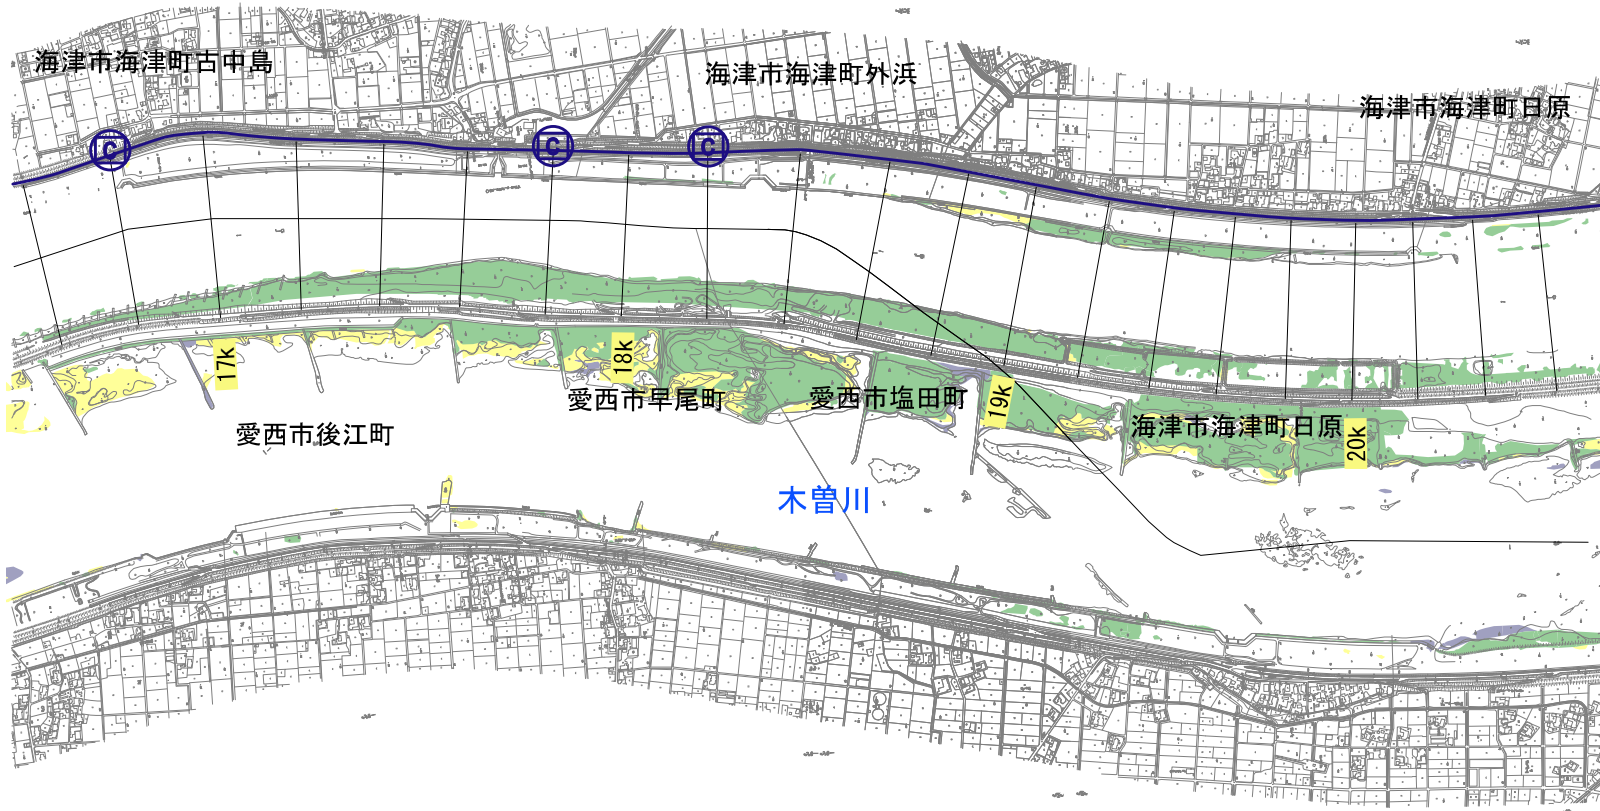 海津市海津町古中島
海津市海津町外浜
海津市海津町日原
C
C
C
17k
18k
19k
20k
愛西市早尾町
愛西市塩田町
海津市海津町日原
愛西市後江町
木曽川